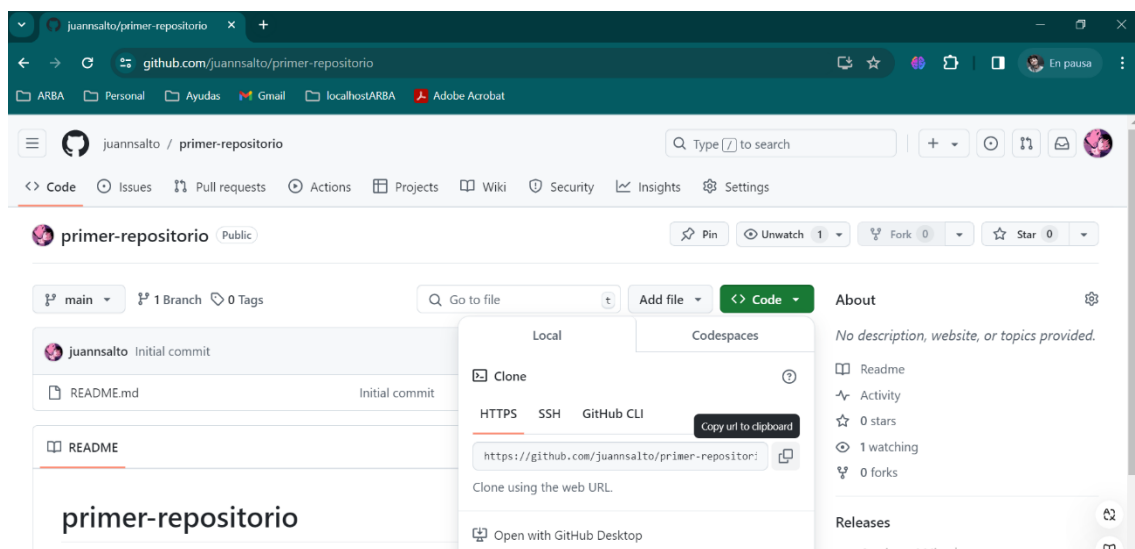 juannsalto/primer-repositorio
github.com/juannsalto/primer-repositorio
En pausa
ARBA Personal Ayudas Gmail localhostARBA Adobe Acrobat
juannsalto / primer-repositorio
Type / to search
<> Code Issues Pull requests Actions Projects Wiki Security Insights Settings
primer-repositorio Public
Pin Unwatch 1 Fork 0 Star 0
main 1 Branch 0 Tags
Go to file t Add file <> Code
About
No description, website, or topics provided.
Local Codespaces
juannsalto Initial commit
Clone
Readme
README.md Initial commit
Activity
HTTPS SSH GitHub CLI
Copy url to clipboard
0 stars
https://github.com/juannsalto/primer-repositori
1 watching
README
0 forks
Clone using the web URL.
primer-repositorio
Open with GitHub Desktop
Releases